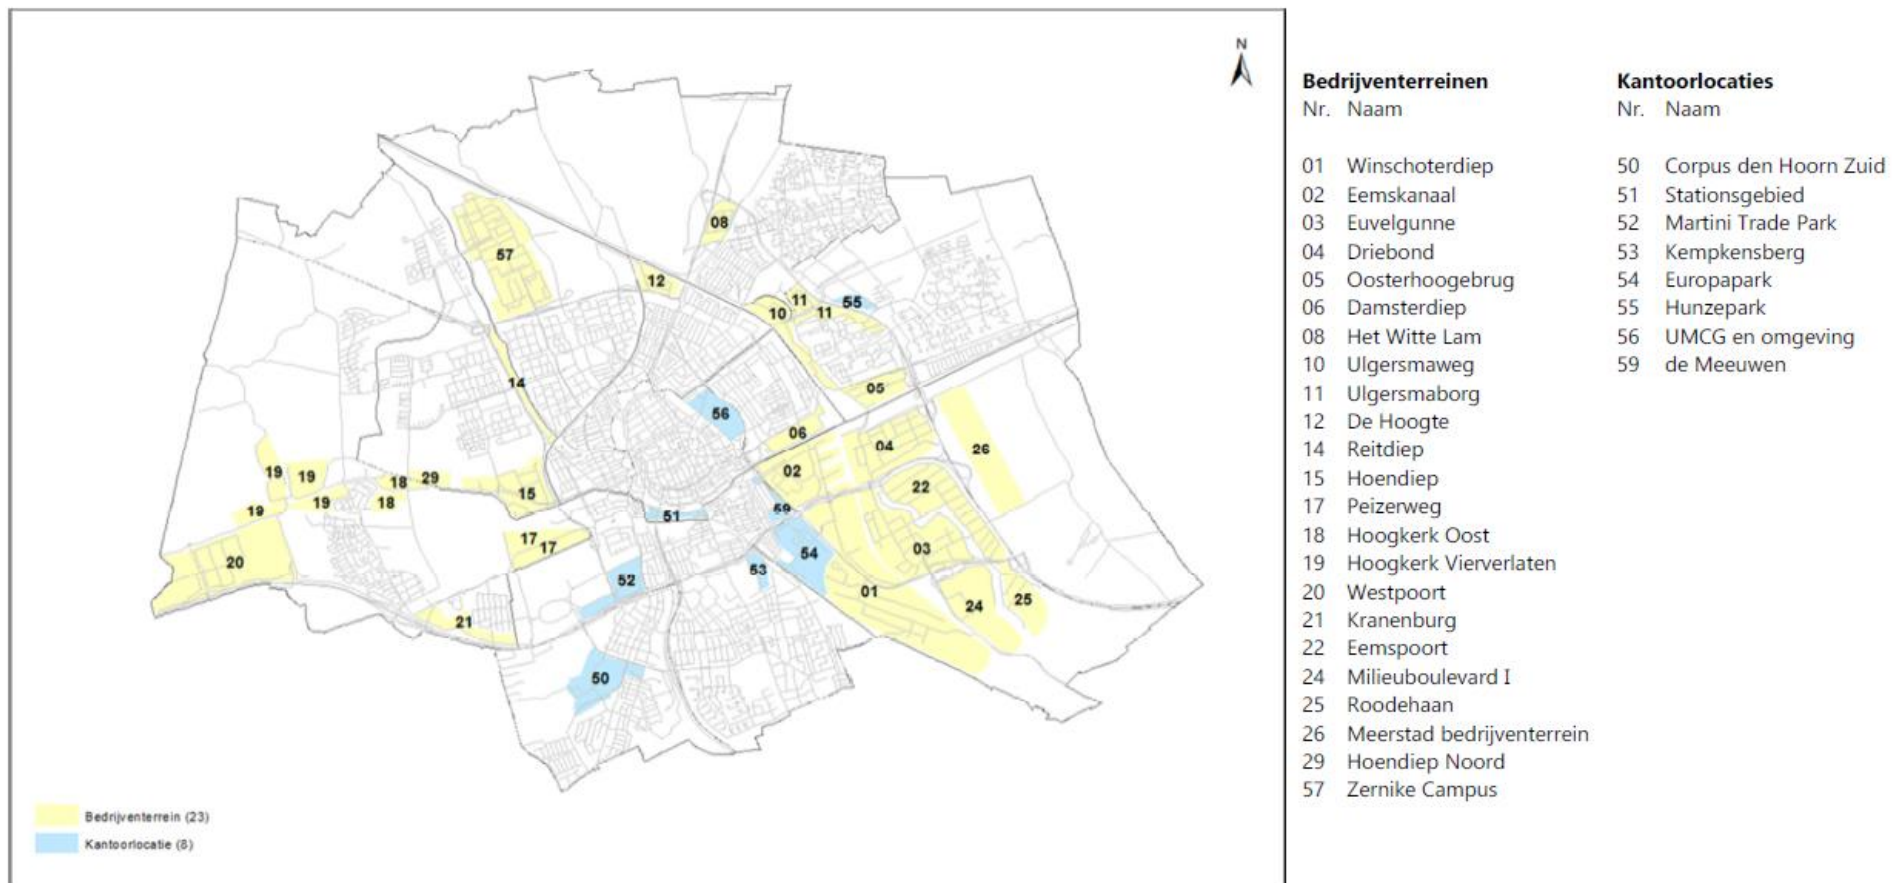 N
57
08
12
11
11
10
55
14
05
56
06
04
26
02
22
19
19
18
29
15
18
19
19
51
59
17
17
20
54
03
53
52
01
24
25
21
50
Bedrijventerrein (23)
Kantoorlocatie (8)
Bedrijventerreinen
Nr. Naam
01 Winschoterdiep
02 Eemskanaal
03 Euvelgunne
04 Driebond
05 Oosterhoogebrug
06 Damsterdiep
08 Het Witte Lam
10 Ulgersmaweg
11 Ulgersmaborg
12 De Hoogte
14 Reitdiep
15 Hoendiep
17 Peizerweg
18 Hoogkerk Oost
19 Hoogkerk Vierverlaten
20 Westpoort
21 Kranenburg
22 Eemspoort
24 Milieuboulevard I
25 Roodehaan
26 Meerstad bedrijventerrein
29 Hoendiep Noord
57 Zernike Campus
Kantoorlocaties
Nr. Naam
50 Corpus den Hoorn Zuid
51 Stationsgebied
52 Martini Trade Park
53 Kempkensberg
54 Europapark
55 Hunzepark
56 UMCG en omgeving
59 de Meeuwen